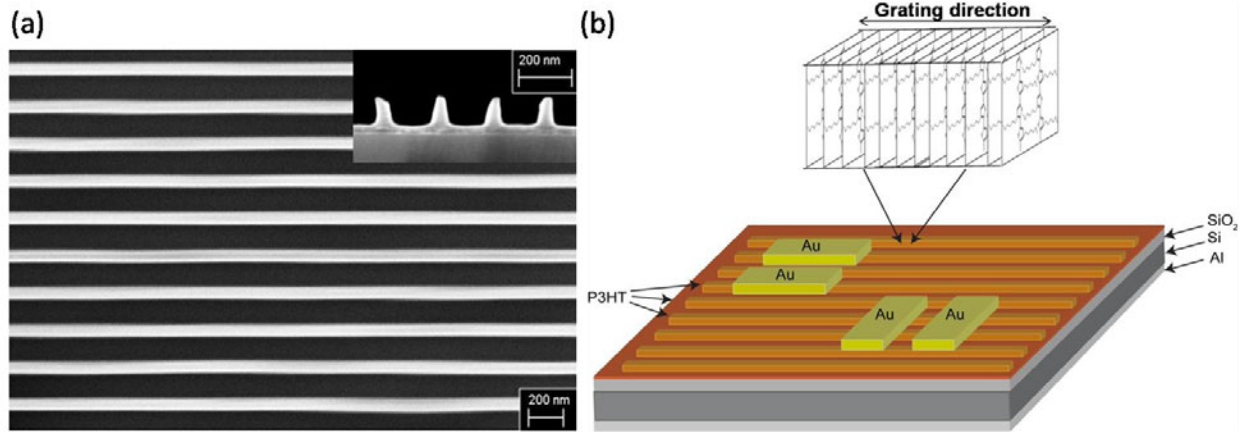 (a)
200 nm
200 nm
(b)
Grating direction
Au
Au
Au
Au
P3HT
SiO₂
Si
Al